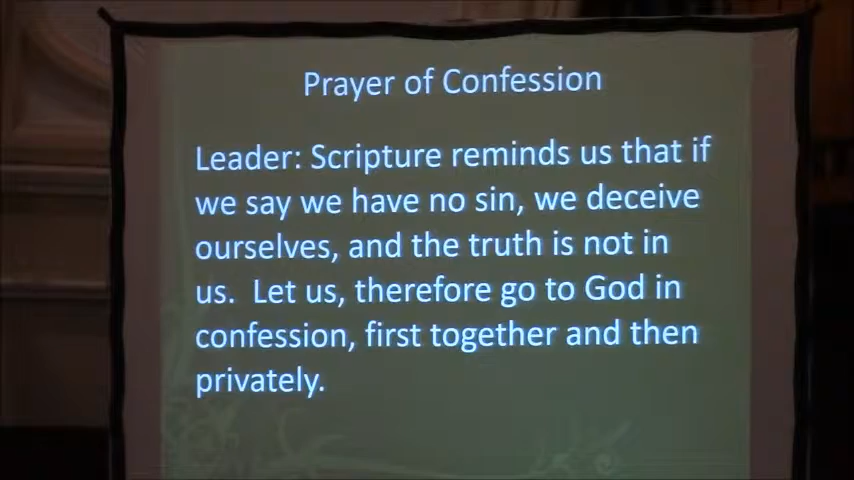 Prayer of Confession
Leader: Scripture reminds us that if
we say we have no sin, we deceive
ourselves, and the truth is not in
us.  Let us, therefore go to God in
confession, first together and then
privately.